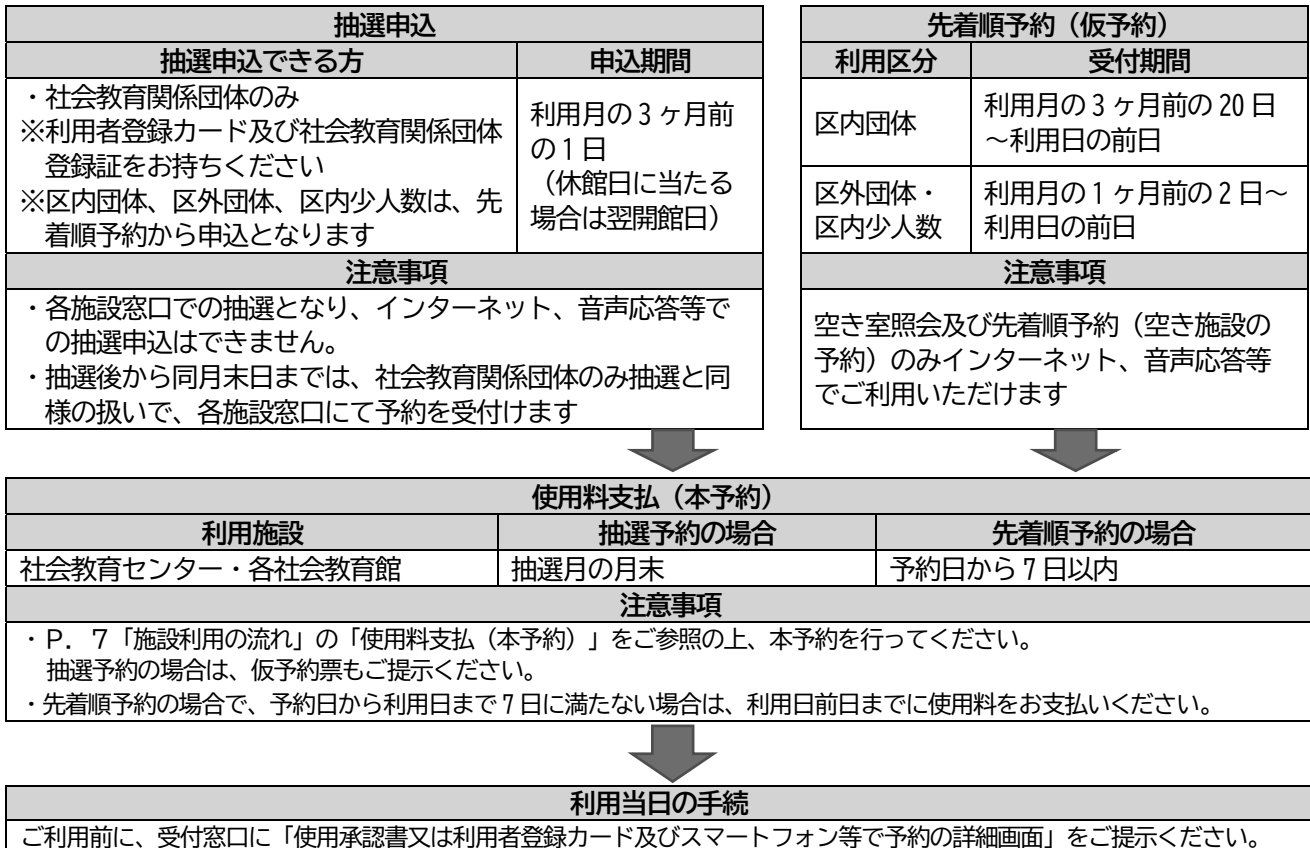 抽選申込
抽選申込できる方
申込期間
・社会教育関係団体のみ
※利用者登録カード及び社会教育関係団体
登録証をお持ちください
※区内団体、区外団体、区内少人数は、先
着順予約から申込となります
利用月の3ヶ月前
の1日
（休館日に当たる
場合は翌開館日）
注意事項
・各施設窓口での抽選となり、インターネット、音声応答等で
の抽選申込はできません。
・抽選後から同月末日までは、社会教育関係団体のみ抽選と同
様の扱いで、各施設窓口にて予約を受付けます
先着順予約（仮予約）
利用区分
受付期間
区内団体
利用月の3ヶ月前の20日
～利用日の前日
区外団体・
区内少人数
利用月の1ヶ月前の2日～
利用日の前日
注意事項
空き室照会及び先着順予約（空き施設の
予約）のみインターネット、音声応答等
でご利用いただけます
使用料支払（本予約）
利用施設
抽選予約の場合
先着順予約の場合
社会教育センター・各社会教育館
抽選月の月末
予約日から7日以内
注意事項
・Ｐ．７「施設利用の流れ」の「使用料支払（本予約）」をご参照の上、本予約を行ってください。
抽選予約の場合は、仮予約票もご提示ください。
・先着順予約の場合で、予約日から利用日まで7日に満たない場合は、利用日前日までに使用料をお支払いください。
利用当日の手続
ご利用前に、受付窓口に「使用承認書又は利用者登録カード及びスマートフォン等で予約の詳細画面」をご提示ください。